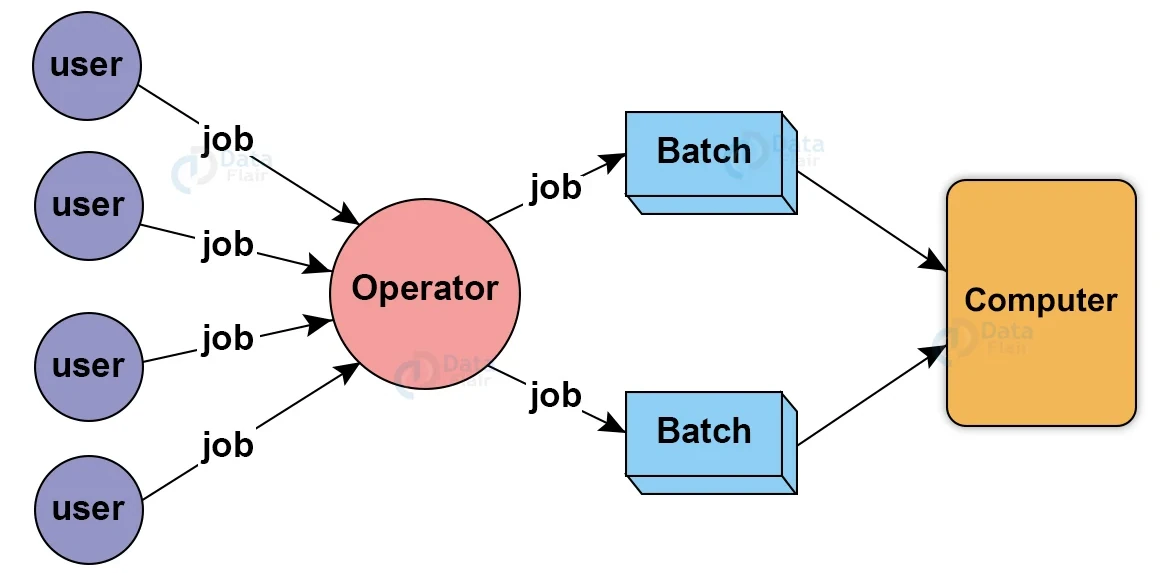 user
job
user
job
user
job
user
job
Operator
job
Batch
job
Batch
Computer
Data
Flair
Data
Flair
Data
Flair
Data
Flair